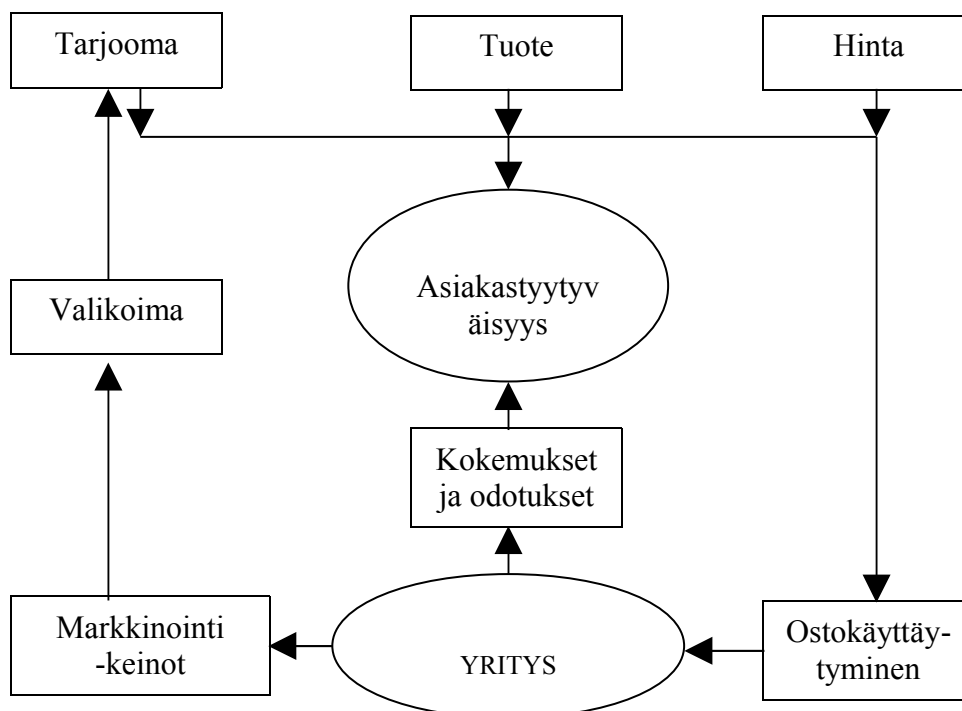 Tarjooma
Tuote
Hinta
Valikoima
Asiakastyytyv
äisyys
Kokemukset
ja odotukset
Markkinointi
-keinot
YRITYS
Ostokäyttäy-
tyminen